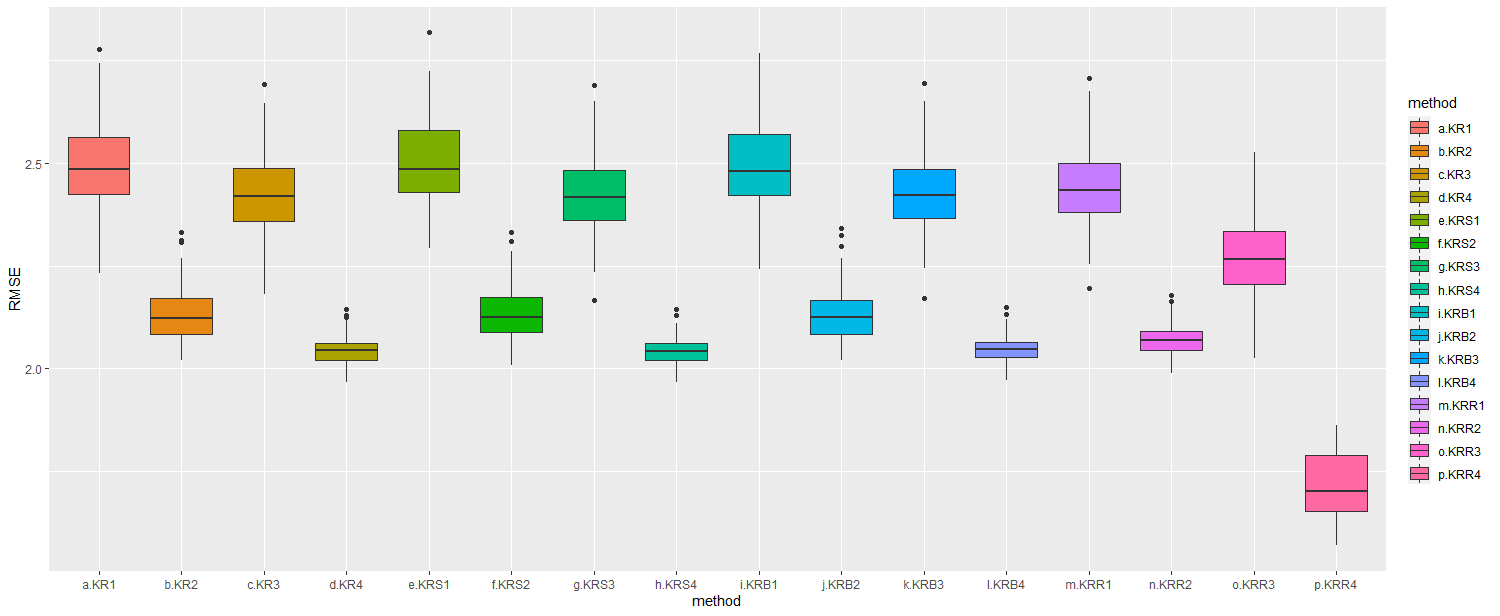 RMSE
2.5
2.0
a.KR1 b.KR2 c.KR3 d.KR4 e.KRS1 f.KRS2 g.KRS3 h.KRS4 i.KRB1 j.KRB2 k.KRB3 l.KRB4 m.KRR1 n.KRR2 o.KRR3 p.KRR4
method
method
a.KR1
b.KR2
c.KR3
d.KR4
e.KRS1
f.KRS2
g.KRS3
h.KRS4
i.KRB1
j.KRB2
k.KRB3
l.KRB4
m.KRR1
n.KRR2
o.KRR3
p.KRR4